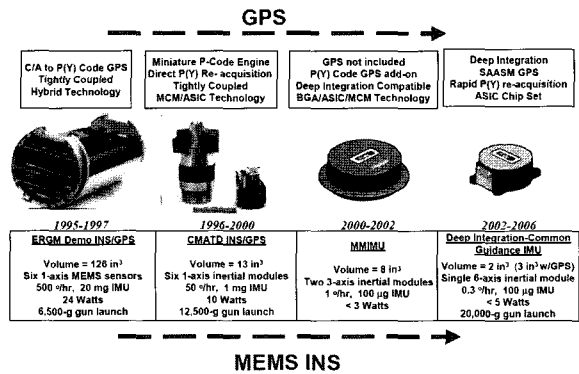 GPS
C/A to P(Y) Code GPS
Tightly Coupled
Hybrid Technology
Miniature P-Code Engine
Direct P(Y) Re- acquisition
Tightly Coupled
MCM/ASIC Technology
GPS not included
P(Y) Code GPS add-on
Deep Integration Compatible
BGA/ASIC/MCM Technology
Deep Integration
SAASM GPS
Rapid P(Y) re-acquisition
ASIC Chip Set
1995-1997
1996-2000
2000-2002
2002-2006
ERGM Demo INS/GPS
Volume = 126 in³
Six 1-axis MEMS sensors
500 º/hr, 20 mg IMU
24 Watts
6,500-g gun launch
CMATD INS/GPS
Volume = 13 in³
Six 1-axis inertial modules
50 º/hr, 1 mg IMU
10 Watts
12,500-g gun launch
MMIMU
Volume = 8 in³
Two 3-axis inertial modules
1 º/hr, 100 µg IMU
< 3 Watts
Deep Integration-Common
Guidance IMU
Volume = 2 in³ (3 in³ w/GPS)
Single 6-axis inertial module
0.3 º/hr, 100 µg IMU
< 5 Watts
20,000-g gun launch
MEMS INS